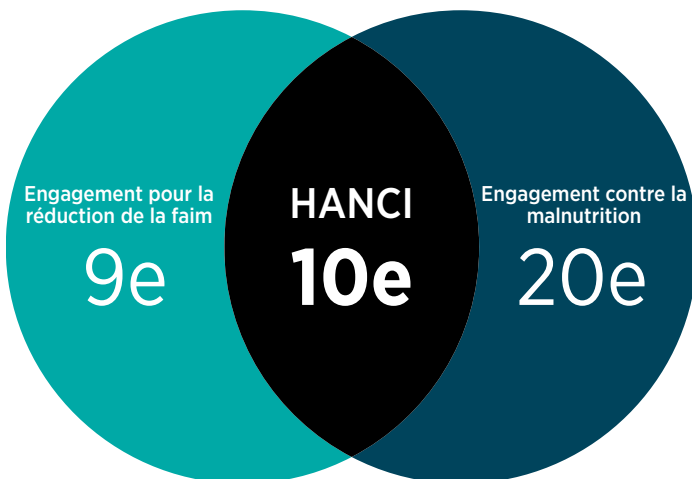 Engagement pour la
réduction de la faim
9e
HANCI
10e
Engagement contre la
malnutrition
20e